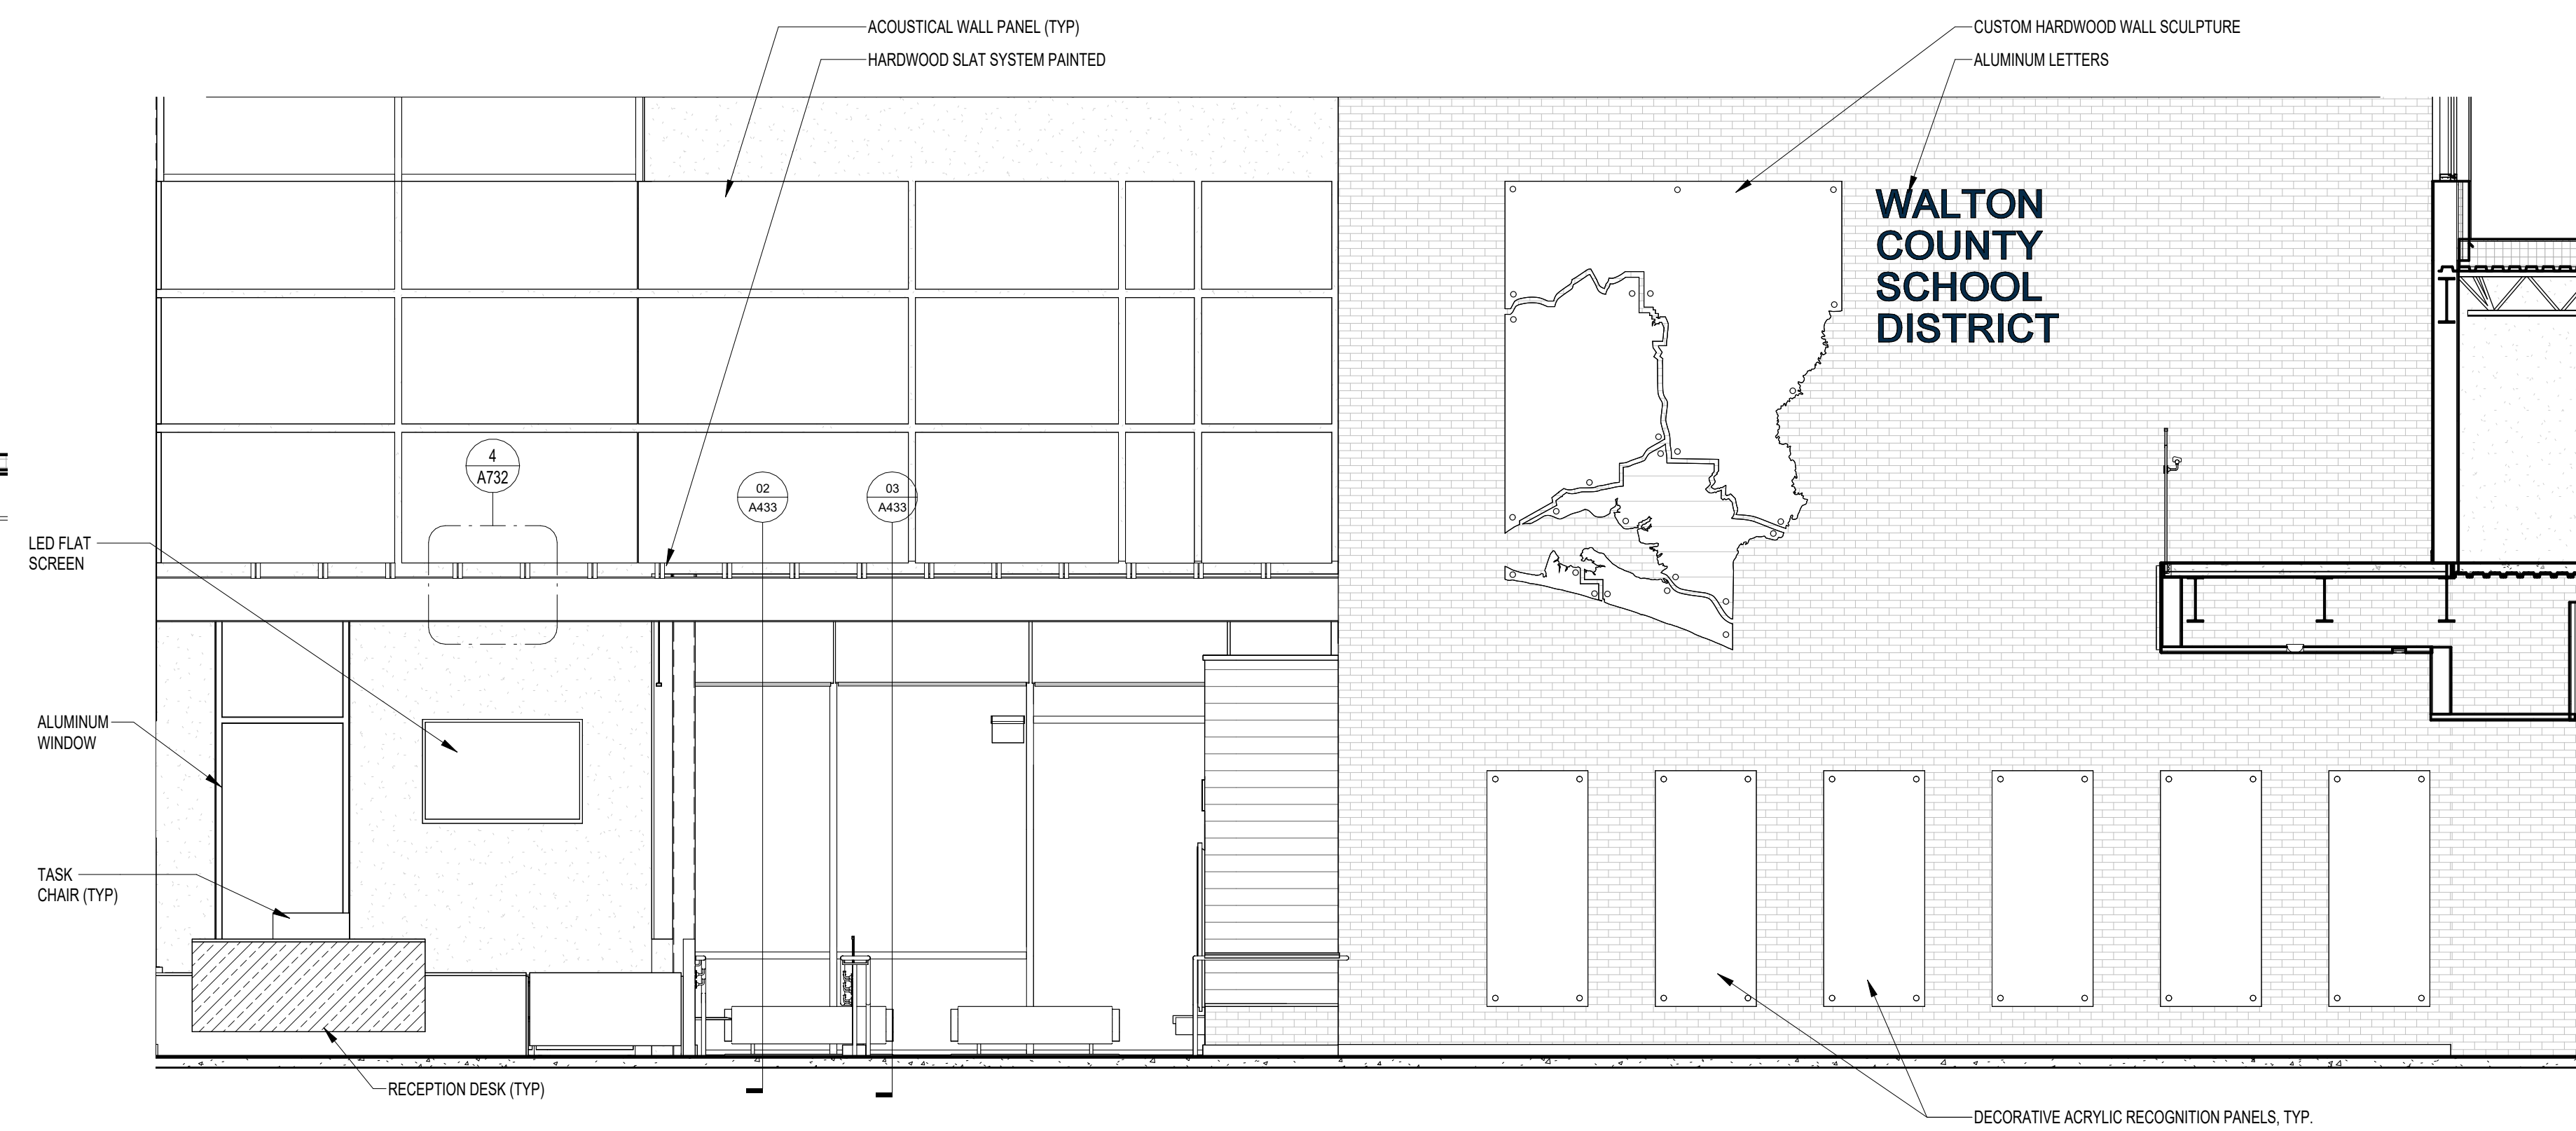 ACOUSTICAL WALL PANEL (TYP)
HARDWOOD SLAT SYSTEM PAINTED
CUSTOM HARDWOOD WALL SCULPTURE
ALUMINUM LETTERS
WALTON
COUNTY
SCHOOL
DISTRICT
4
A732
02
A433
03
A433
LED FLAT
SCREEN
ALUMINUM
WINDOW
TASK
CHAIR (TYP)
RECEPTION DESK (TYP)
DECORATIVE ACRYLIC RECOGNITION PANELS, TYP.